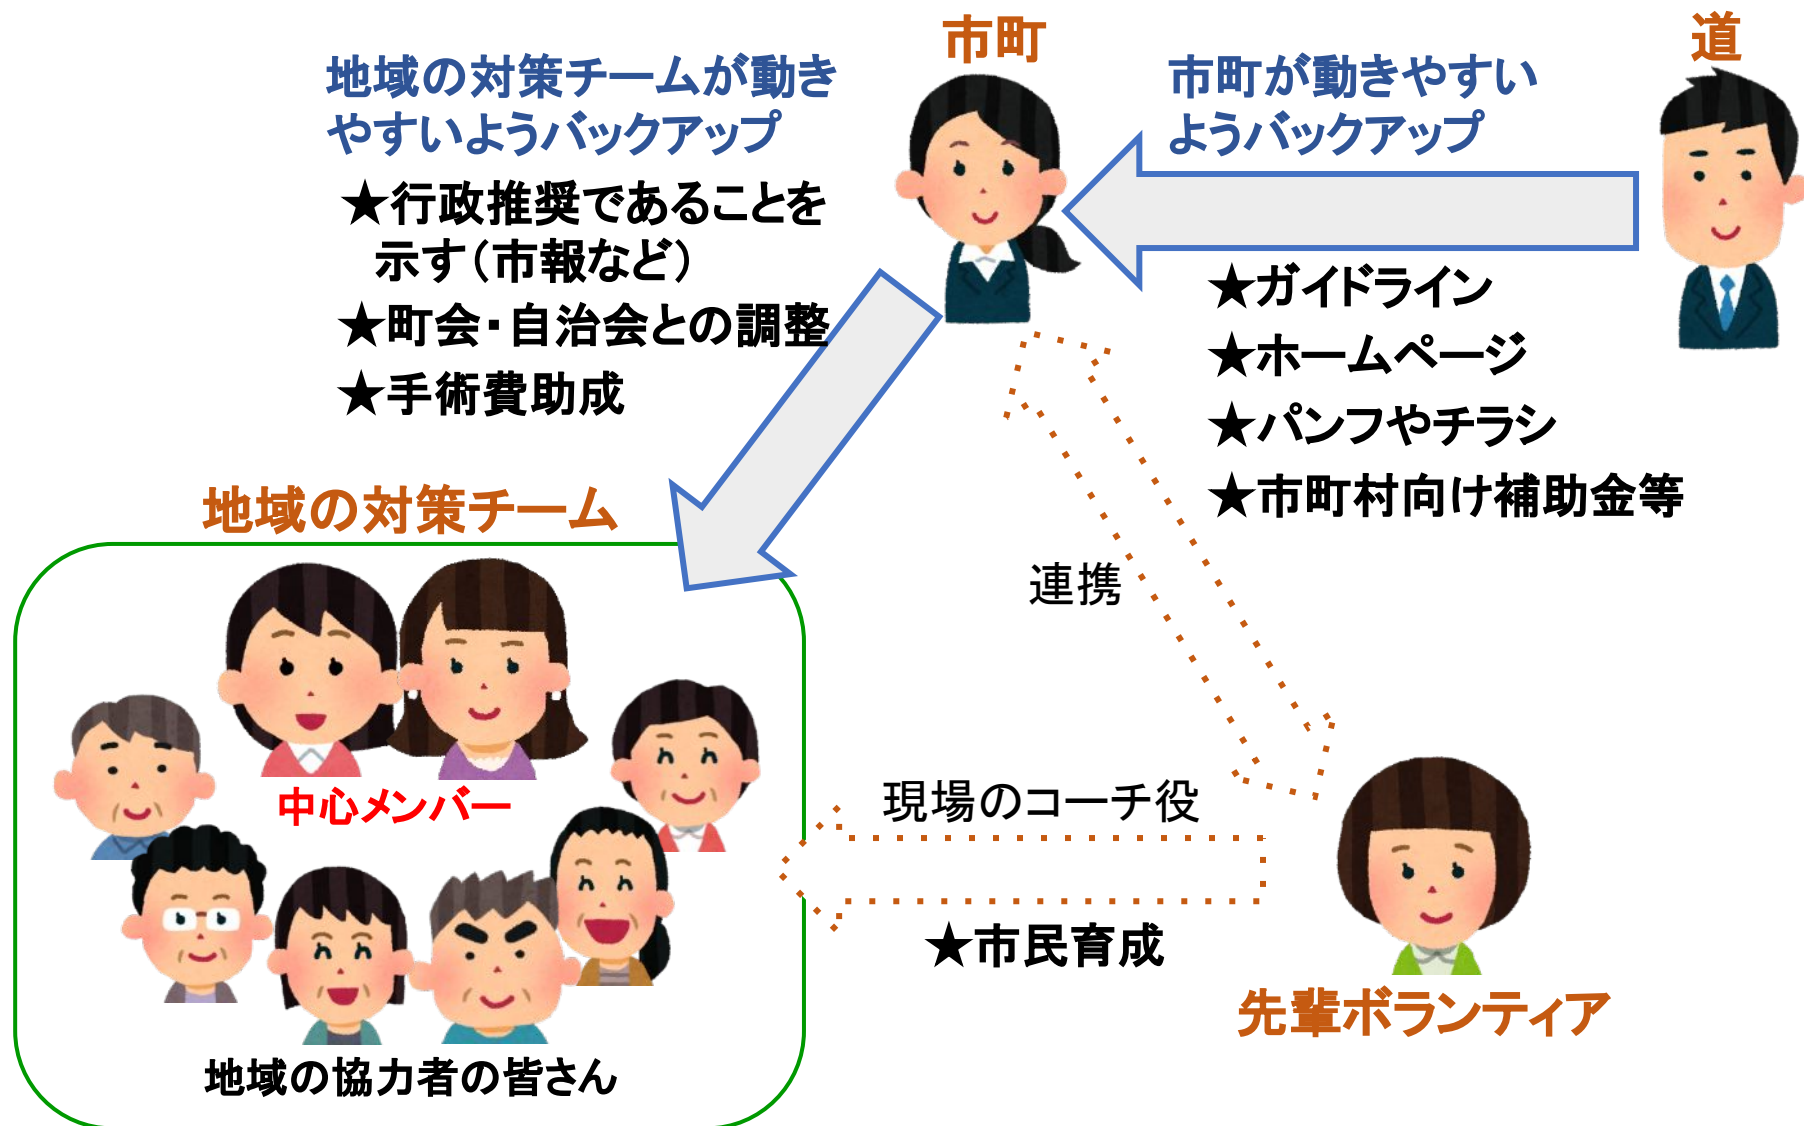 市町
道
地域の対策チームが動き
やすいようバックアップ
★行政推奨であることを
示す（市報など）
★町会・自治会との調整
★手術費助成
市町が動きやすい
ようバックアップ
★ガイドライン
★ホームページ
★パンフやチラシ
★市町村向け補助金等
地域の対策チーム
連携
中心メンバー
現場のコーチ役
★市民育成
先輩ボランティア
地域の協力者の皆さん